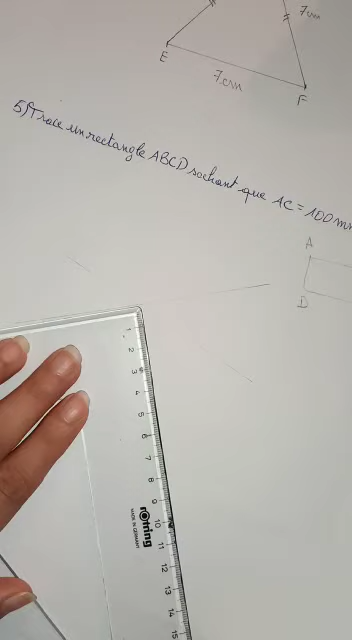 7cm
E
7cm
F
5) Trace un rectangle ABCD sachant que AC = 100 mm
A
D
1
2
3
4
5
6
7
8
9
10
11
12
13
14
15
rotring
MADE IN GERMANY